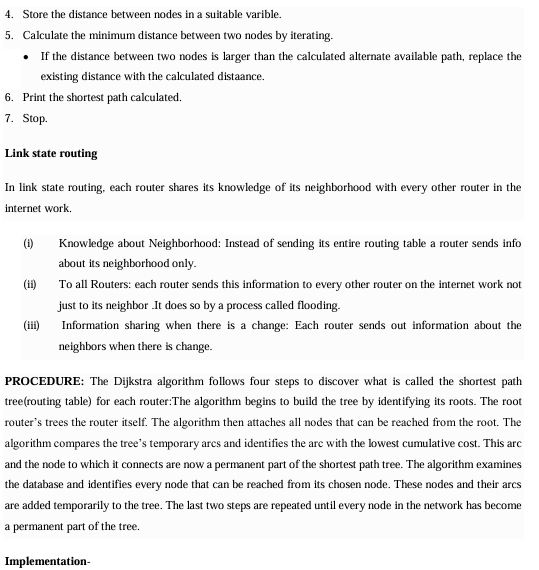 4. Store the distance between nodes in a suitable varible.
5. Calculate the minimum distance between two nodes by iterating.
• If the distance between two nodes is larger than the calculated alternate available path, replace the
existing distance with the calculated distaance.
6. Print the shortest path calculated.
7. Stop.
Link state routing
In link state routing, each router shares its knowledge of its neighborhood with every other router in the
internet work.
(i) Knowledge about Neighborhood: Instead of sending its entire routing table a router sends info
about its neighborhood only.
(ii) To all Routers: each router sends this information to every other router on the internet work not
just to its neighbor .It does so by a process called flooding.
(iii) Information sharing when there is a change: Each router sends out information about the
neighbors when there is change.
PROCEDURE: The Dijkstra algorithm follows four steps to discover what is called the shortest path
tree(routing table) for each router:The algorithm begins to build the tree by identifying its roots. The root
router’s trees the router itself. The algorithm then attaches all nodes that can be reached from the root. The
algorithm compares the tree’s temporary arcs and identifies the arc with the lowest cumulative cost. This arc
and the node to which it connects are now a permanent part of the shortest path tree. The algorithm examines
the database and identifies every node that can be reached from its chosen node. These nodes and their arcs
are added temporarily to the tree. The last two steps are repeated until every node in the network has become
a permanent part of the tree.
Implementation-